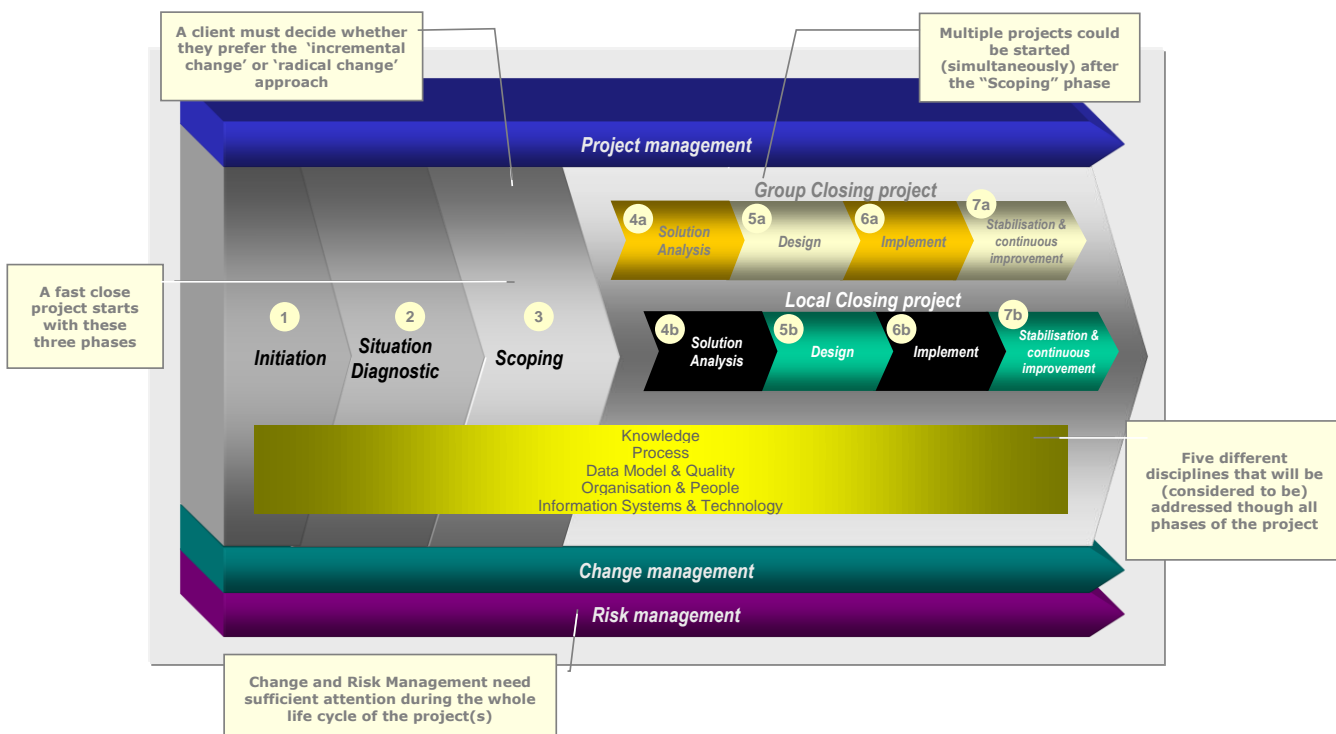 A client must decide whether
they prefer the ‘incremental
change’ or ‘radical change’
approach
Multiple projects could
be started
(simultaneously) after
the “Scoping” phase
Project management
Group Closing project
4a
Solution
Analysis
5a
Design
6a
Implement
7a
Stabilisation &
continuous
improvement
A fast close
project starts
with these
three phases
1
Initiation
2
Situation
Diagnostic
3
Scoping
Local Closing project
4b
Solution
Analysis
5b
Design
6b
Implement
7b
Stabilisation &
continuous
improvement
Knowledge
Process
Data Model & Quality
Organisation & People
Information Systems & Technology
Five different
disciplines that will be
(considered to be)
addressed though all
phases of the project
Change management
Risk management
Change and Risk Management need
sufficient attention during the whole
life cycle of the project(s)